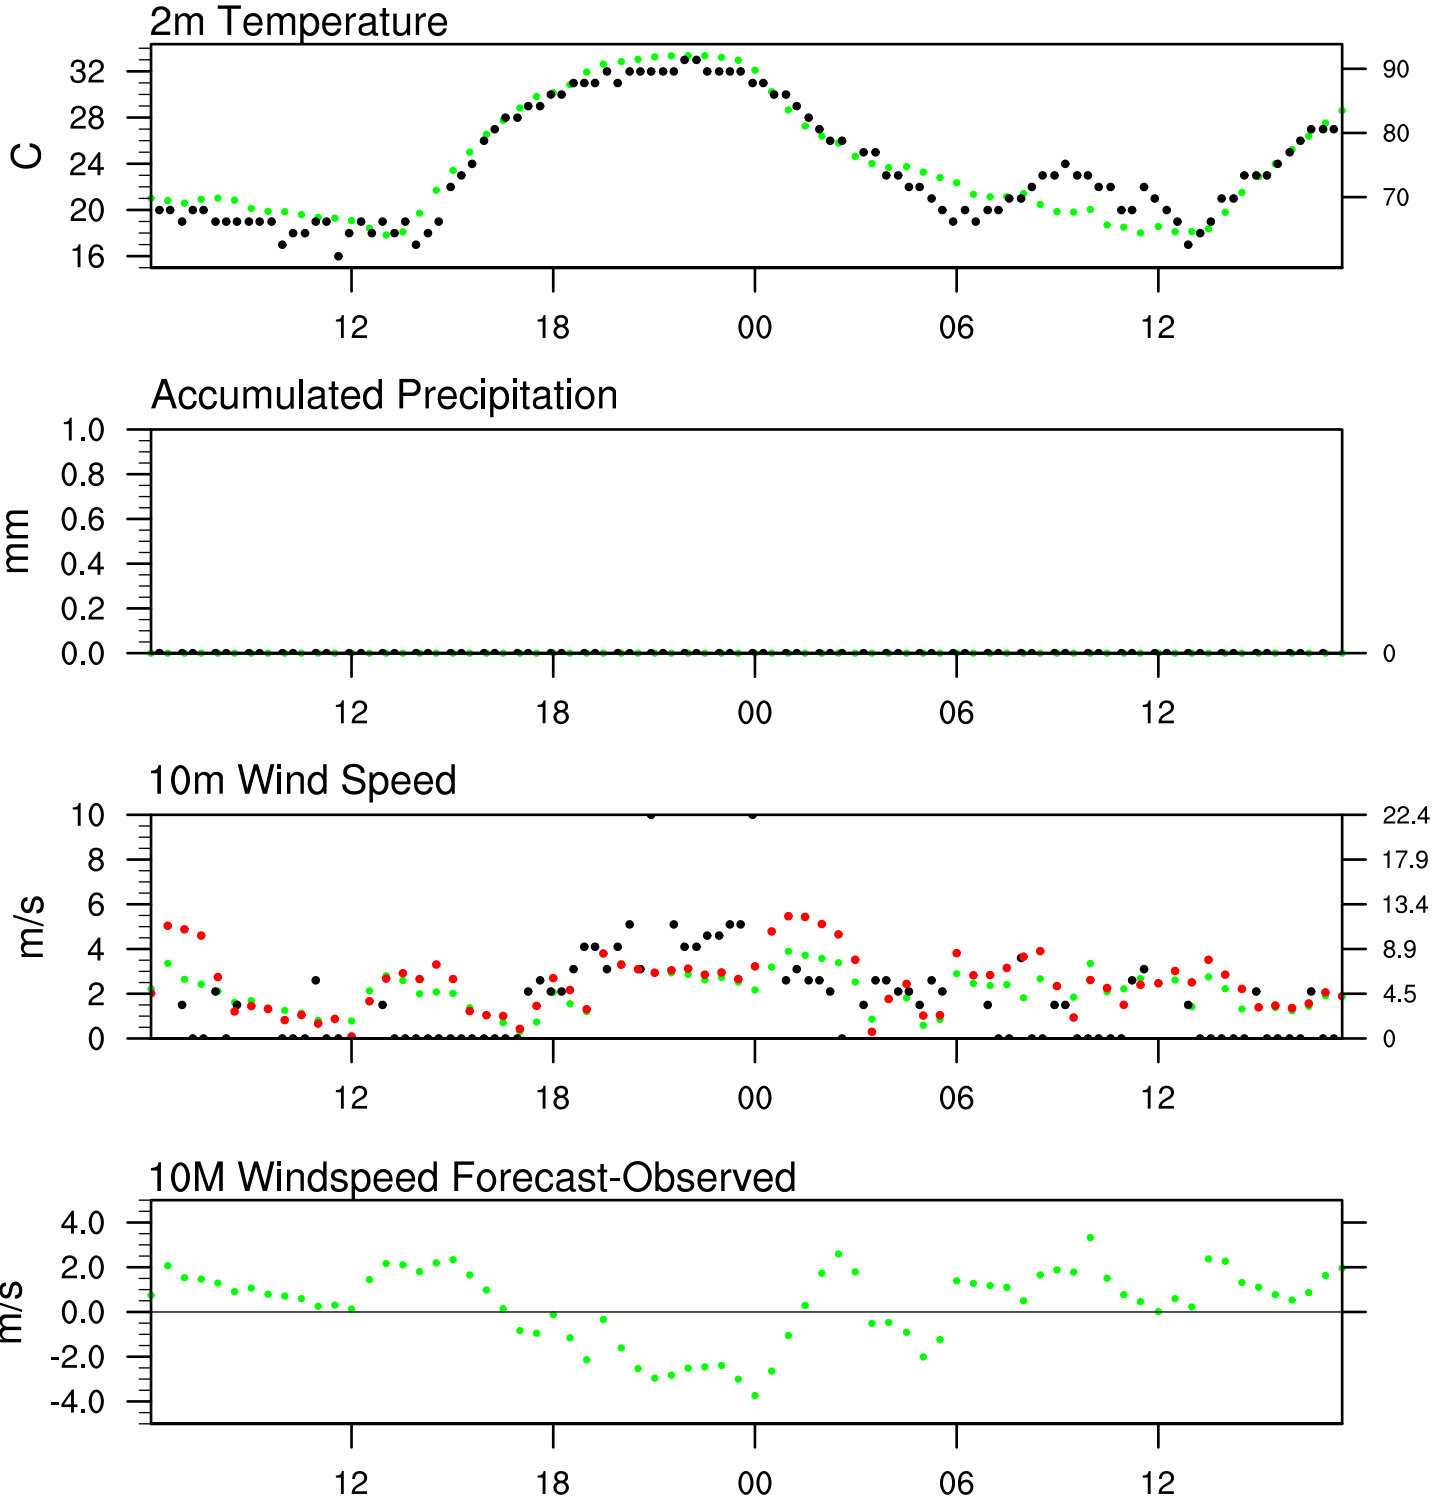 2m Temperature
C
32
28
24
20
16
90
80
70
12 18 00 06 12
Accumulated Precipitation
mm
1.0
0.8
0.6
0.4
0.2
0.0
0
12 18 00 06 12
10m Wind Speed
m/s
10
8
6
4
2
0
22.4
17.9
13.4
8.9
4.5
0
12 18 00 06 12
10M Windspeed Forecast-Observed
m/s
4.0
2.0
0.0
-2.0
-4.0
12 18 00 06 12